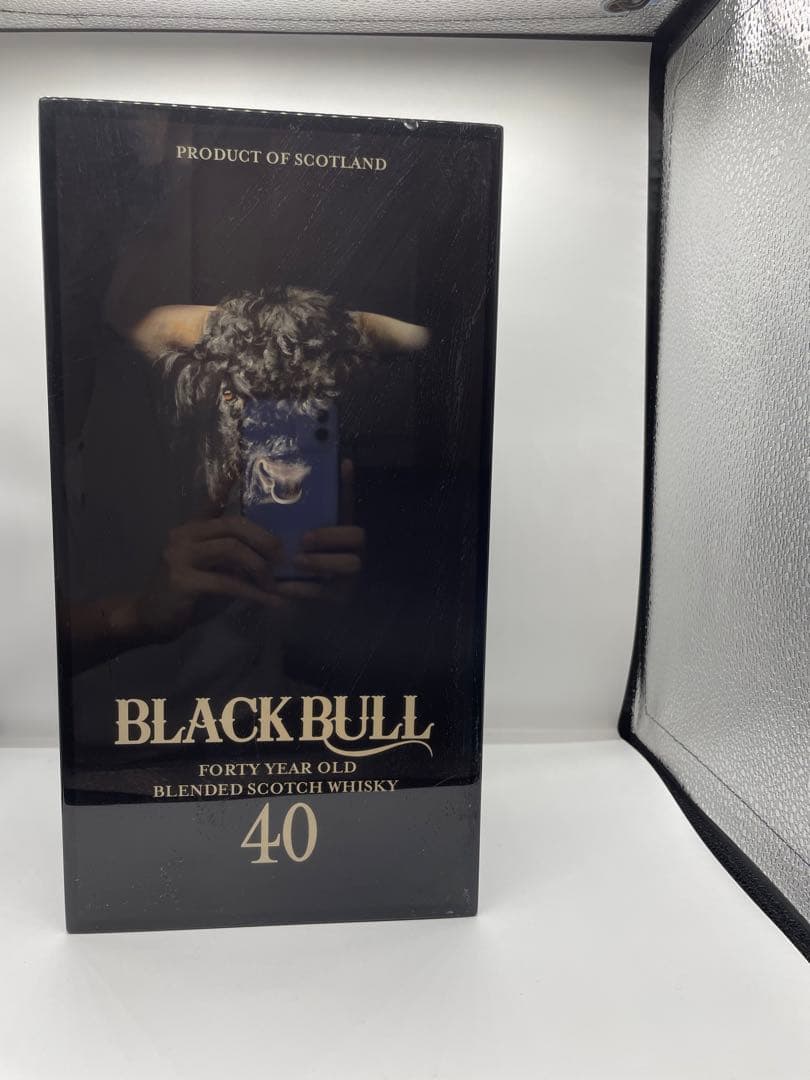 PRODUCT OF SCOTLAND
BLACK BULL
FORTY YEAR OLD
BLENDED SCOTCH WHISKY
40